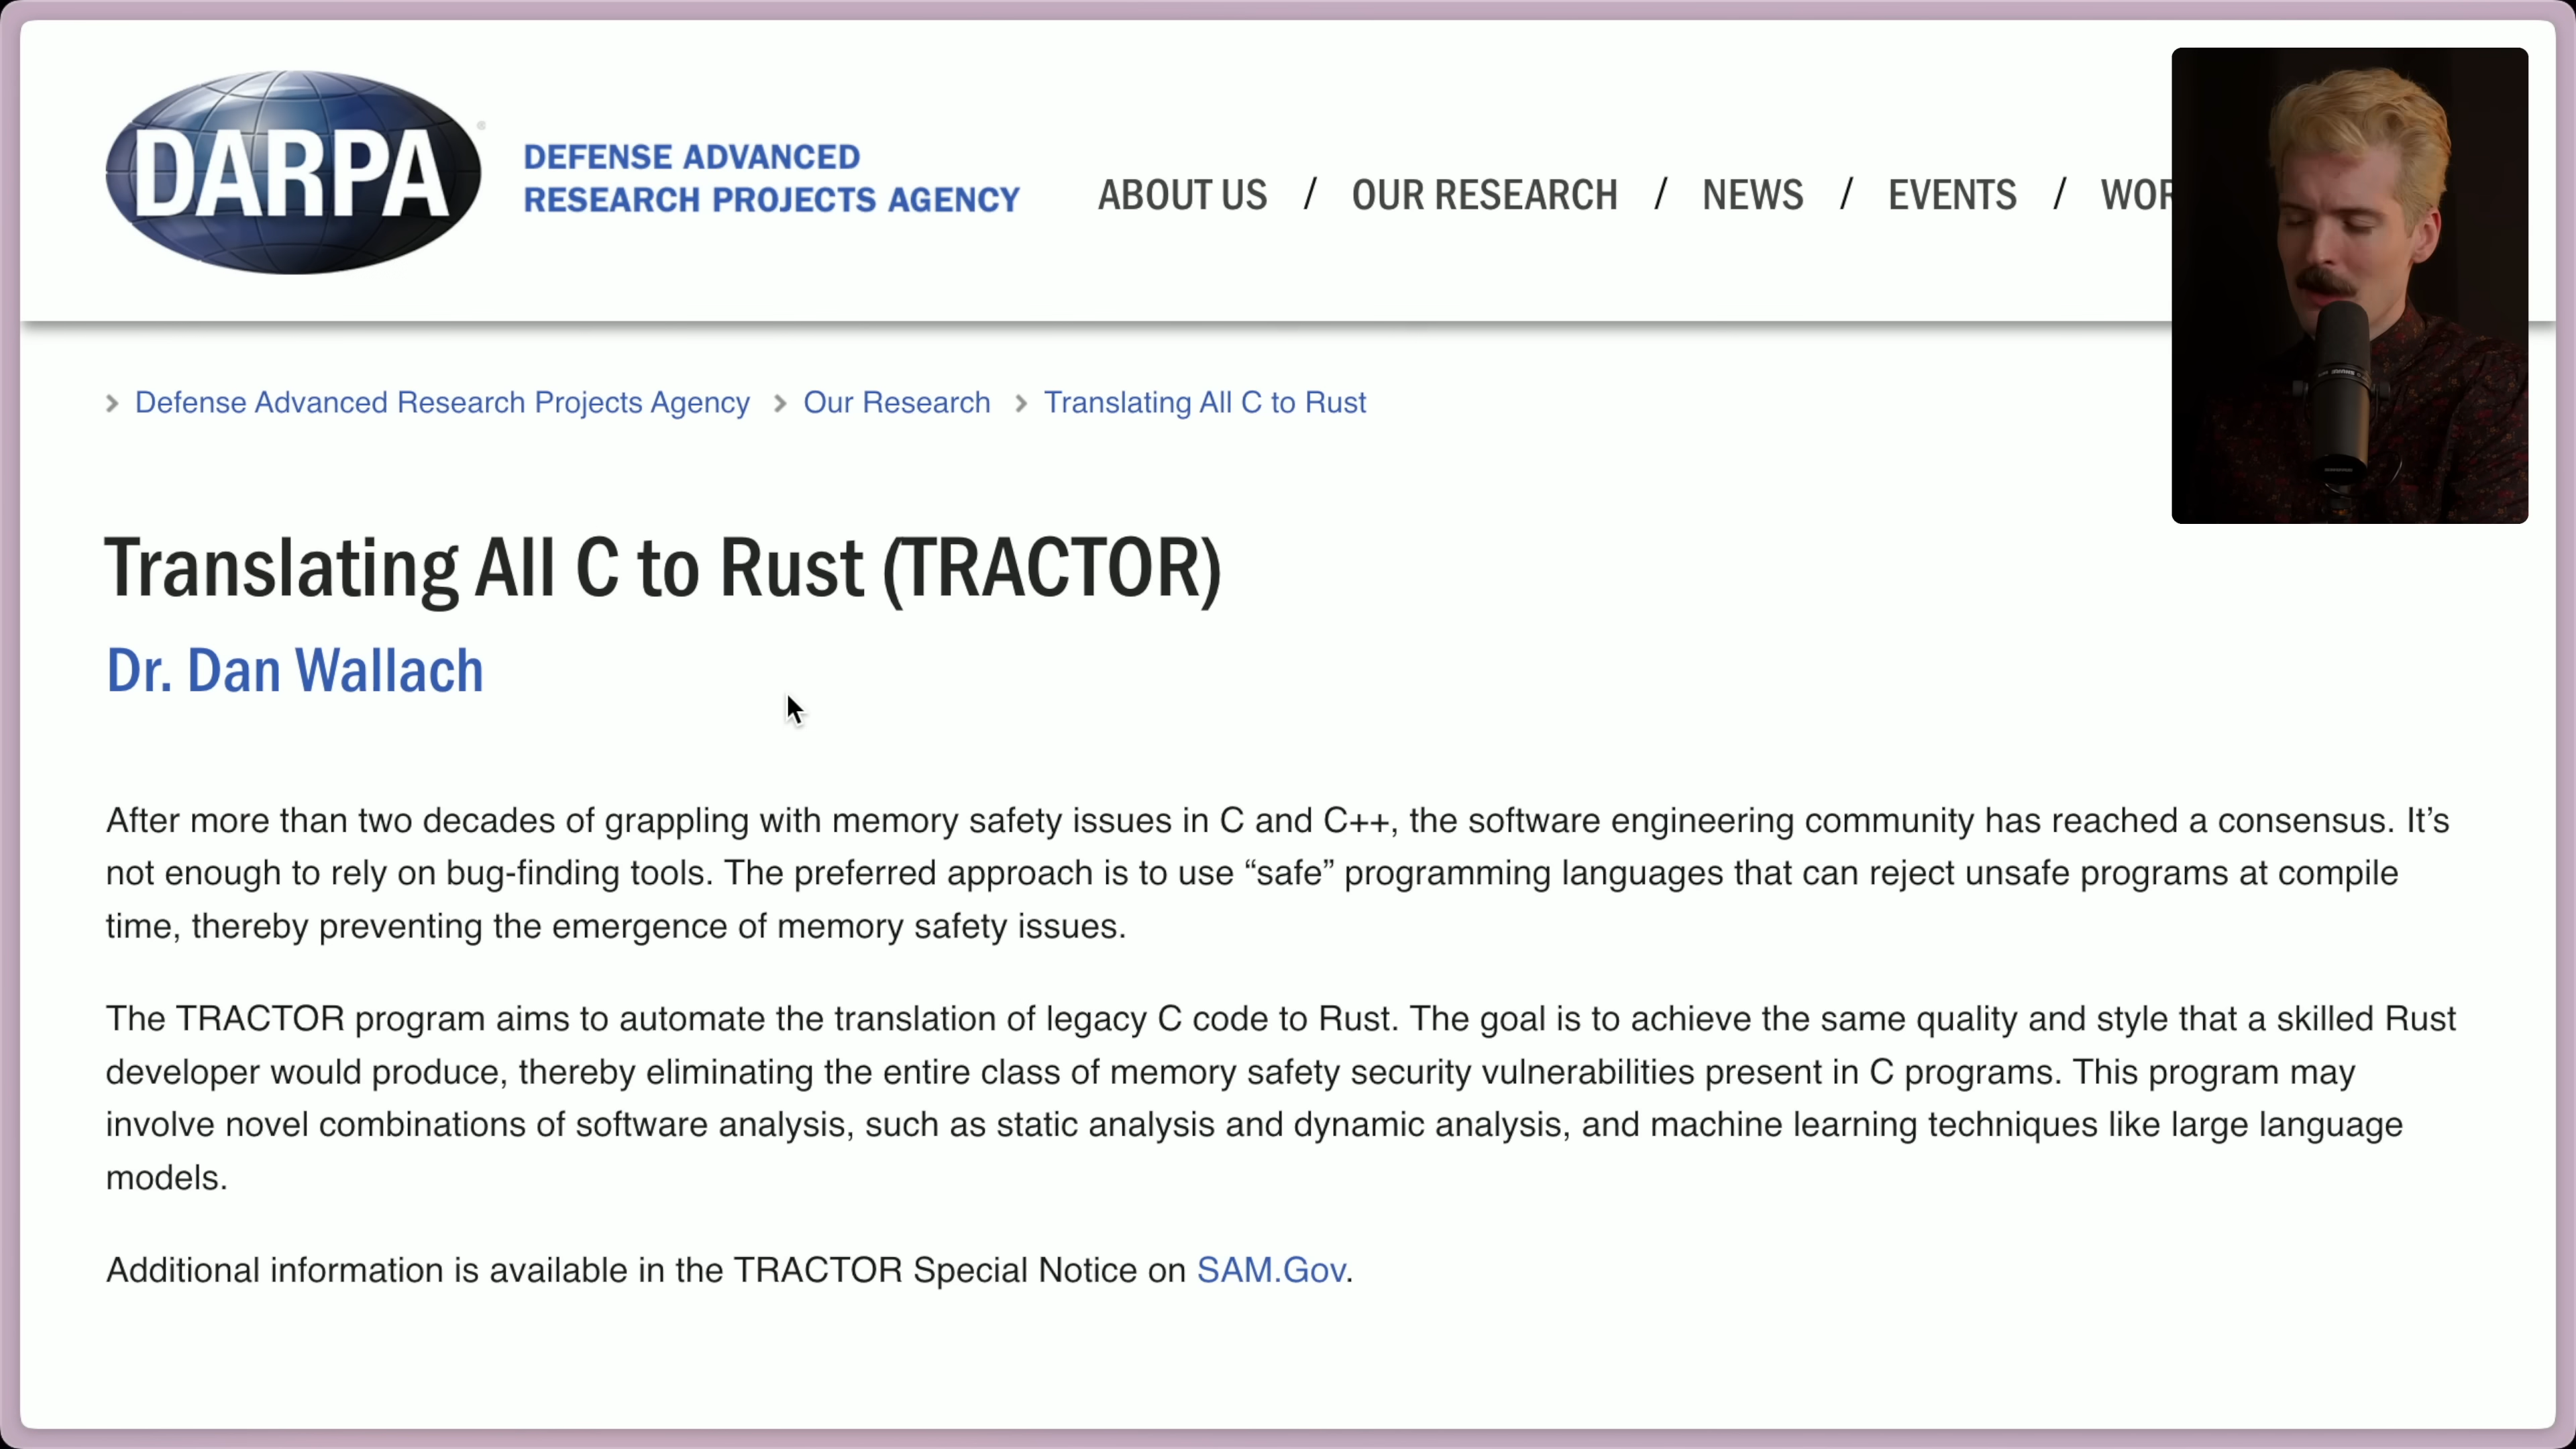 DARPA
DEFENSE ADVANCED
RESEARCH PROJECTS AGENCY
ABOUT US / OUR RESEARCH / NEWS / EVENTS / WOR
> Defense Advanced Research Projects Agency > Our Research > Translating All C to Rust
Translating All C to Rust (TRACTOR)
Dr. Dan Wallach
After more than two decades of grappling with memory safety issues in C and C++, the software engineering community has reached a consensus. It’s
not enough to rely on bug-finding tools. The preferred approach is to use “safe” programming languages that can reject unsafe programs at compile
time, thereby preventing the emergence of memory safety issues.
The TRACTOR program aims to automate the translation of legacy C code to Rust. The goal is to achieve the same quality and style that a skilled Rust
developer would produce, thereby eliminating the entire class of memory safety security vulnerabilities present in C programs. This program may
involve novel combinations of software analysis, such as static analysis and dynamic analysis, and machine learning techniques like large language
models.
Additional information is available in the TRACTOR Special Notice on SAM.Gov.